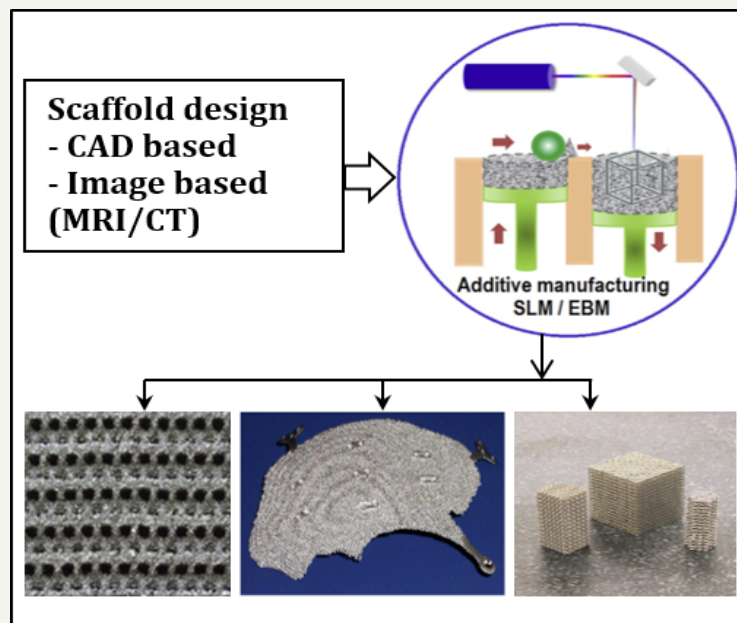 Scaffold design
- CAD based
- Image based
(MRI/CT)
Additive manufacturing
SLM / EBM